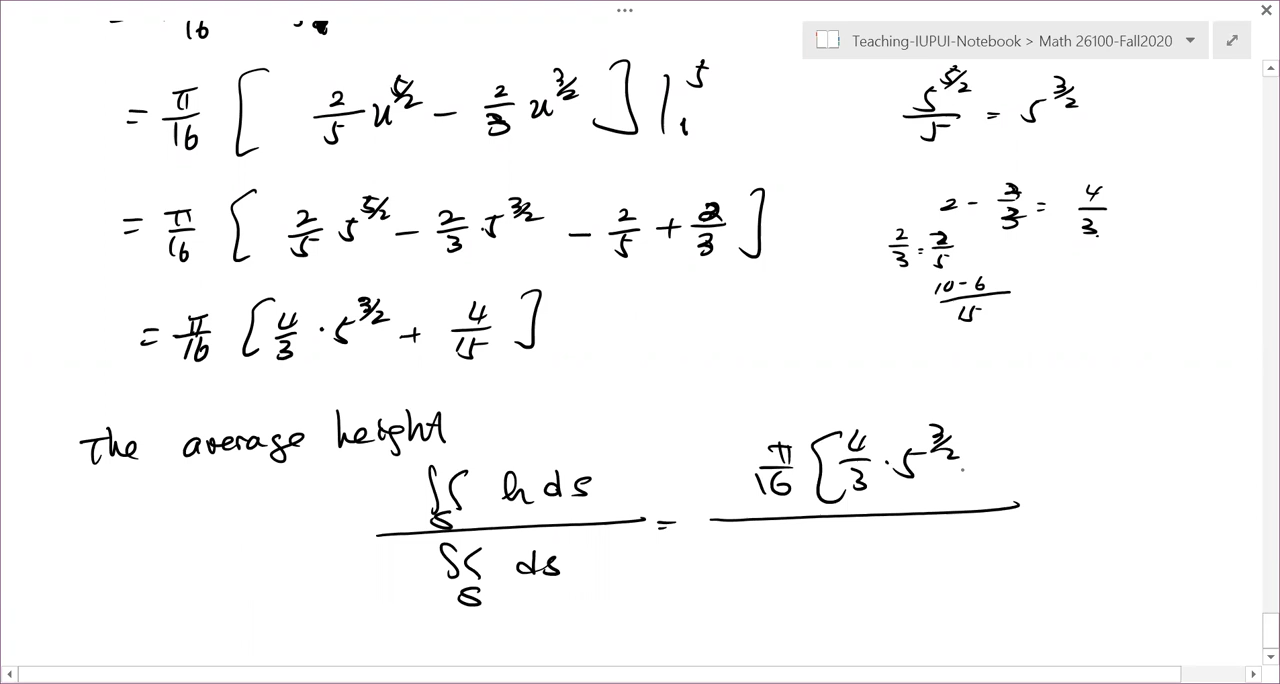 = π/16
Teaching-IUPUI-Notebook > Math 26100-Fall2020
= π/16 [ 2/5 u^{5/2} - 2/3 u^{3/2} ] |_1^5
5^{5/2}/5 = 5^{3/2}
= π/16 [ 2/5 5^{5/2} - 2/3 · 5^{3/2} - 2/5 + 2/3 ]
2 - 2/3 = 4/3
2/3 - 2/5
10-6/15
= π/16 [ 4/3 · 5^{3/2} + 4/15 ]
The average height
∬_S h ds / ∬_S ds = π/16 [ 4/3 · 5^{3/2}